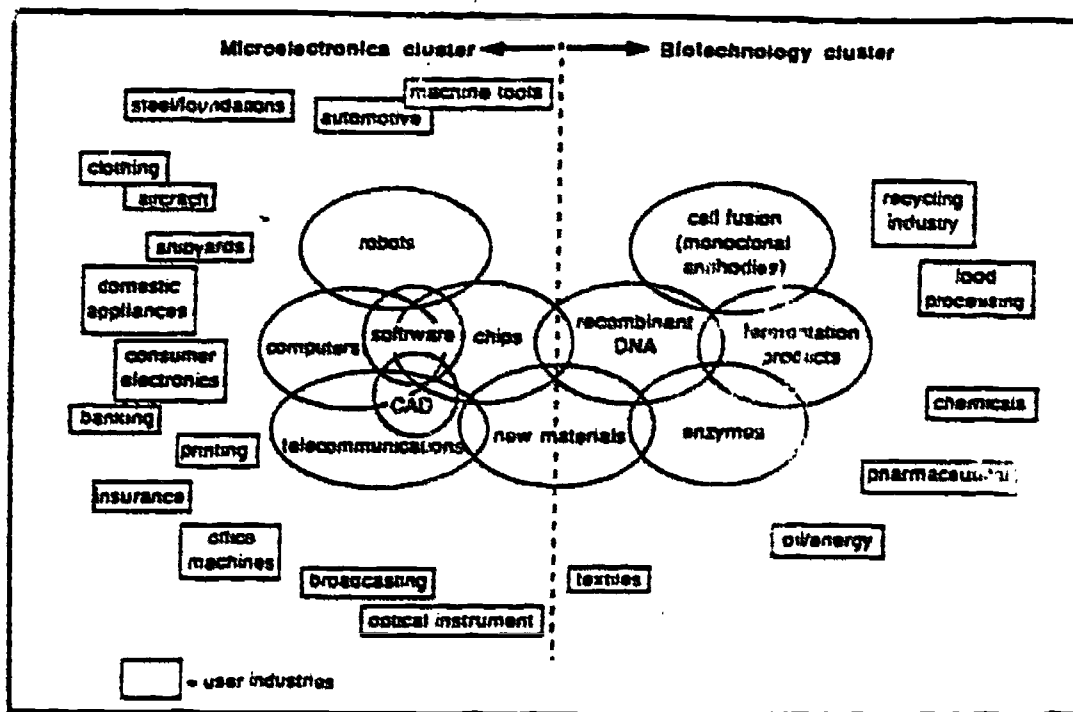 Microelectronics cluster
Biotechnology cluster
machine tools
steel/foundations
automotive
clothing
aircraft
recycling
industry
cell fusion
(monoclonal
antibodies)
robots
shipyards
domestic
appliances
food
processing
software
computers
chips
recombinant
DNA
fermentation
products
consumer
electronics
CAD
banking
chemicals
telecommunications
new materials
enzymes
printing
pharmaceutical
insurance
office
machines
oil/energy
broadcasting
textiles
optical instrument
= user industries